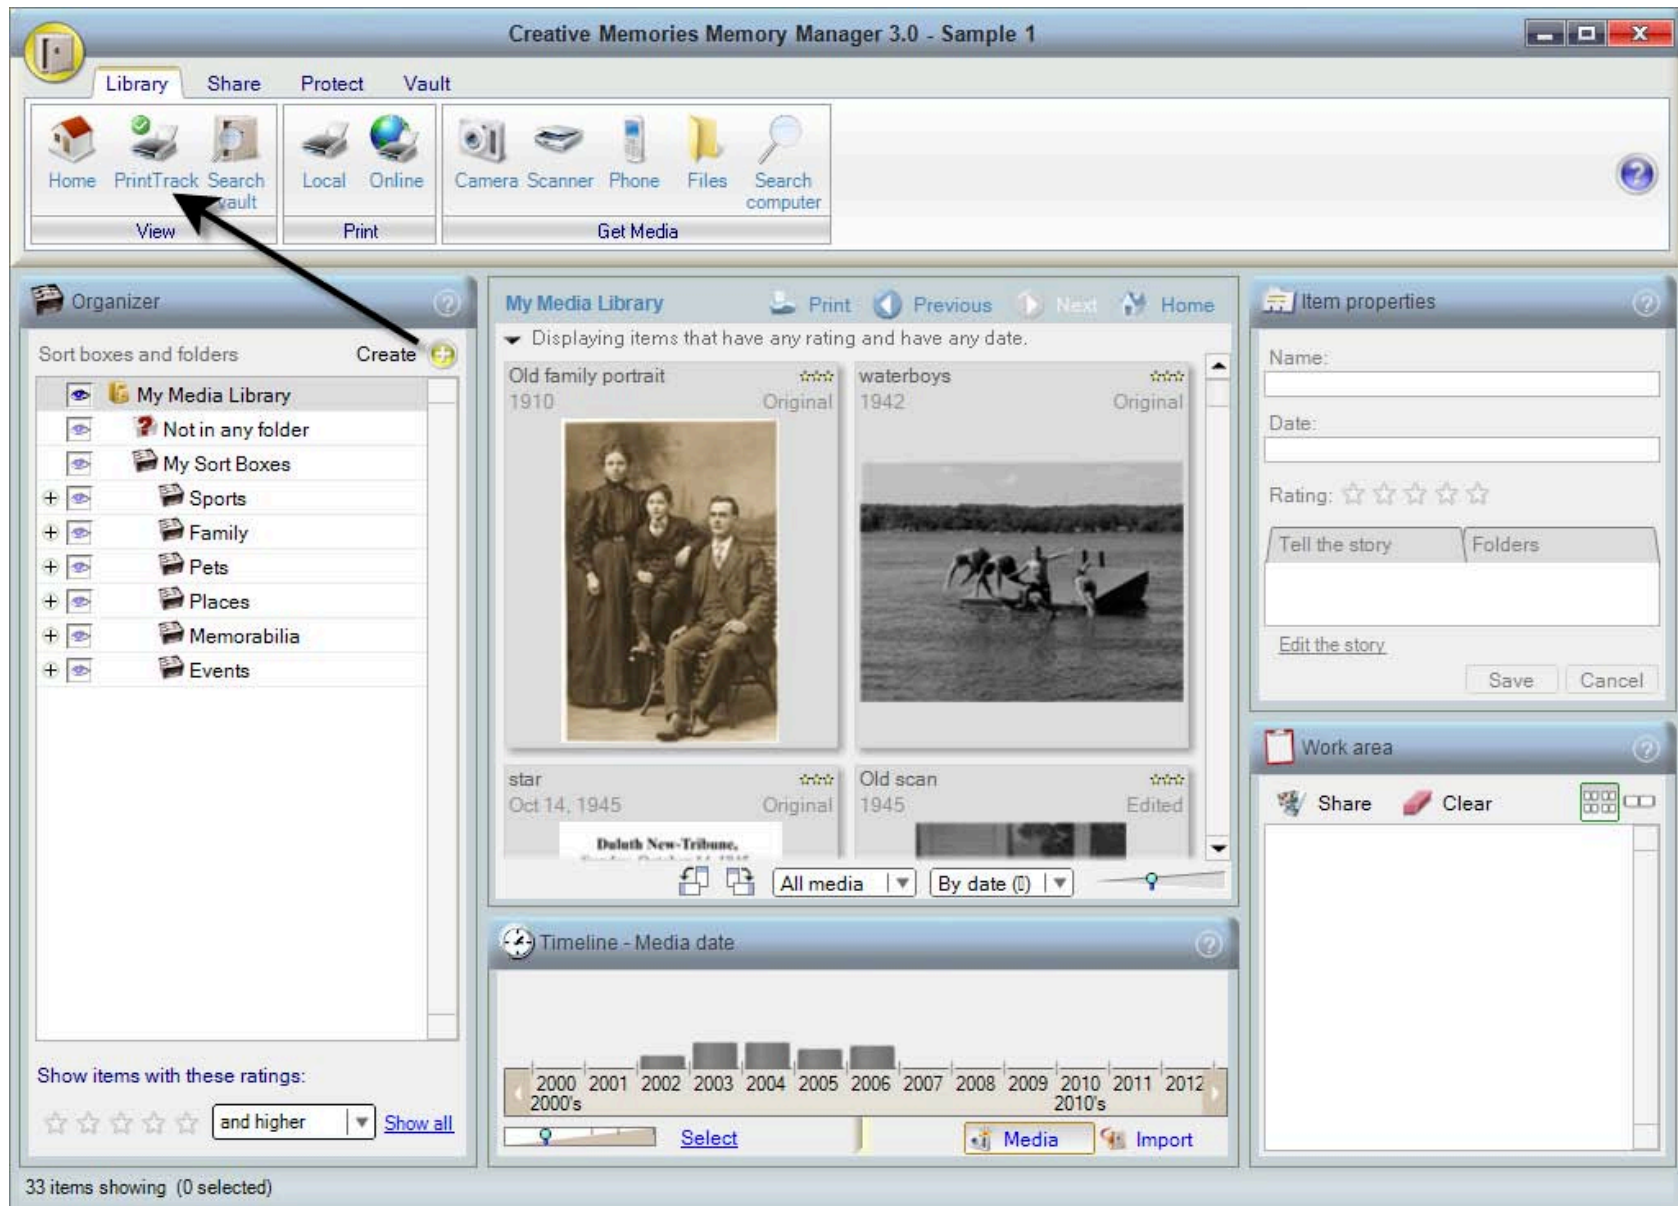 Creative Memories Memory Manager 3.0 - Sample 1
Library Share Protect Vault
Home PrintTrack Search vault Local Online Camera Scanner Phone Files Search computer
View Print Get Media
Organizer
Sort boxes and folders Create
My Media Library
Not in any folder
My Sort Boxes
Sports
Family
Pets
Places
Memorabilia
Events
Show items with these ratings:
and higher Show all
My Media Library Print Previous Next Home
Displaying items that have any rating and have any date.
Old family portrait
1910 Original
waterboys
1942 Original
star
Oct 14, 1945 Original
Duluth New-Tribune,
Sunday, October 14, 1945
Old scan
1945 Edited
All media By date (▯)
Timeline - Media date
2000 2001 2002 2003 2004 2005 2006 2007 2008 2009 2010 2011 2012
2000's 2010's
Select Media Import
Item properties
Name:
Date:
Rating:
Tell the story Folders
Edit the story
Save Cancel
Work area
Share Clear
33 items showing (0 selected)